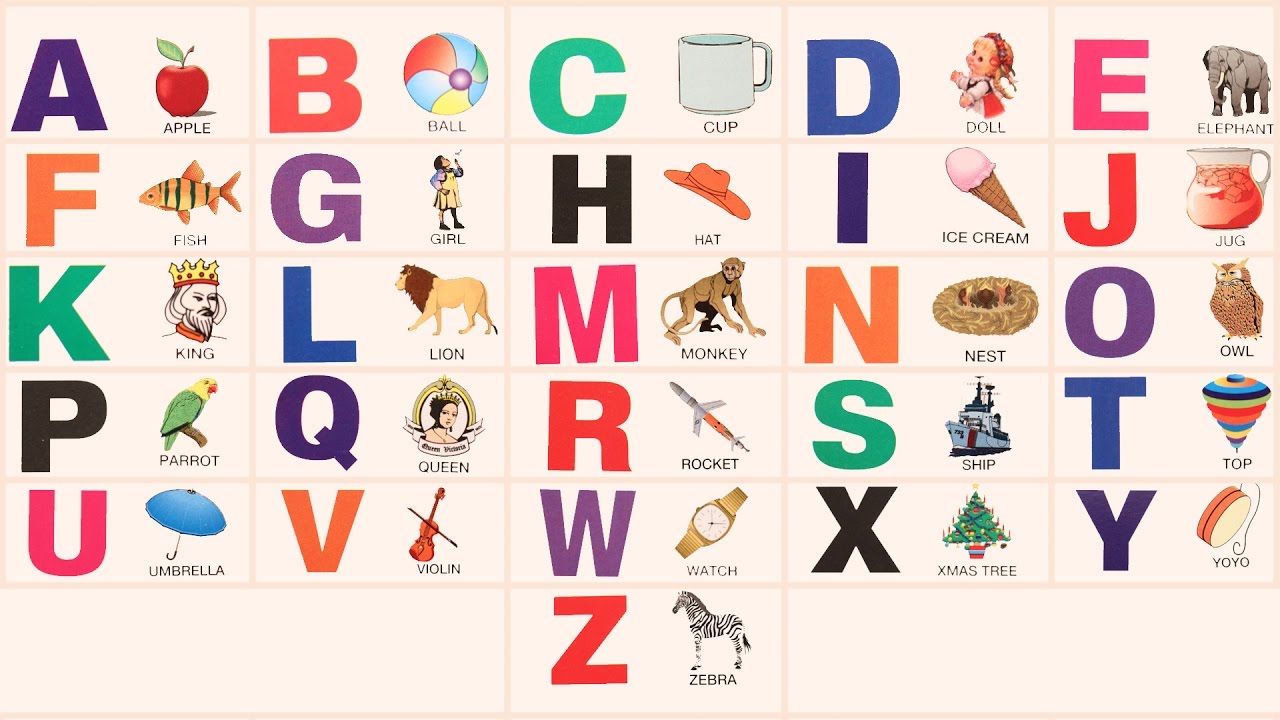 A APPLE B BALL C CUP D DOLL E ELEPHANT
F FISH G GIRL H HAT I ICE CREAM J JUG
K KING L LION M MONKEY N NEST O OWL
P PARROT Q Queen Victoria QUEEN R ROCKET S SHIP T TOP
U UMBRELLA V VIOLIN W WATCH X XMAS TREE Y YOYO
Z ZEBRA